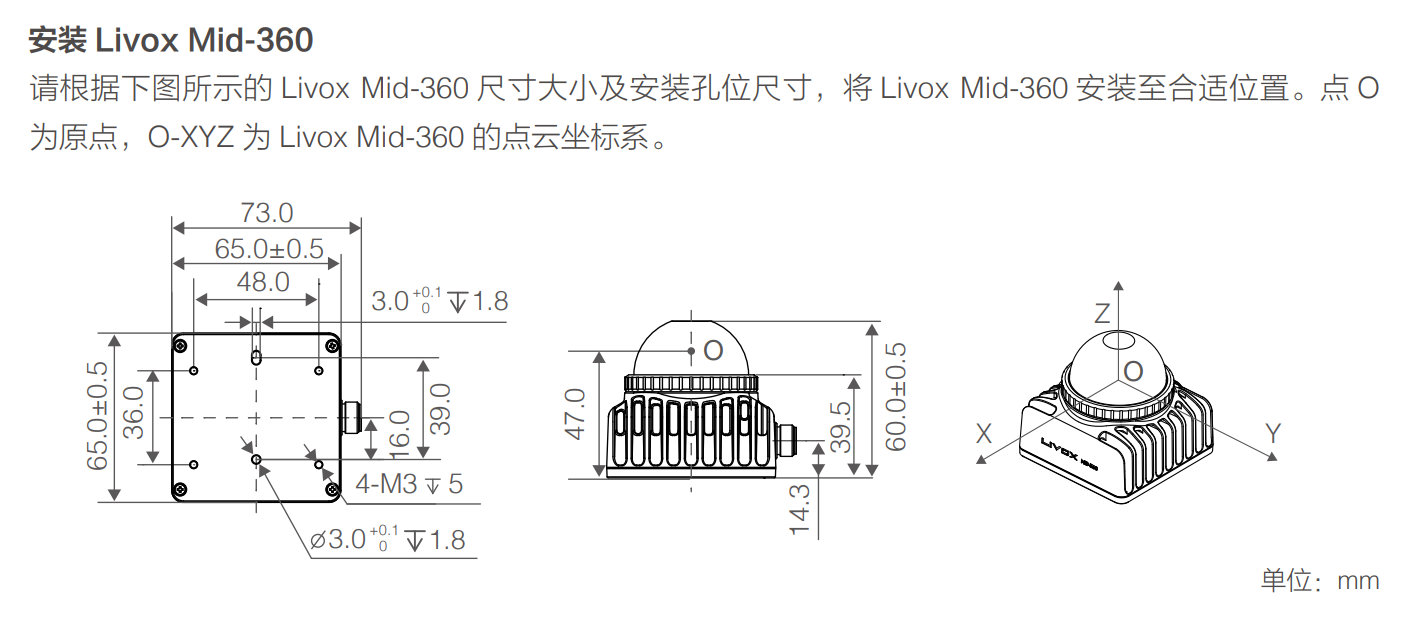 安装 Livox Mid-360
请根据下图所示的 Livox Mid-360 尺寸大小及安装孔位尺寸，将 Livox Mid-360 安装至合适位置。点 O
为原点，O-XYZ 为 Livox Mid-360 的点云坐标系。
73.0
65.0±0.5
48.0
3.0 +0.1 0 ↧1.8
65.0±0.5
36.0
16.0
39.0
4-M3 ↧ 5
⌀3.0 +0.1 0 ↧1.8
O
47.0
39.5
60.0±0.5
14.3
Z
O
X
Y
LIVOX
单位：mm